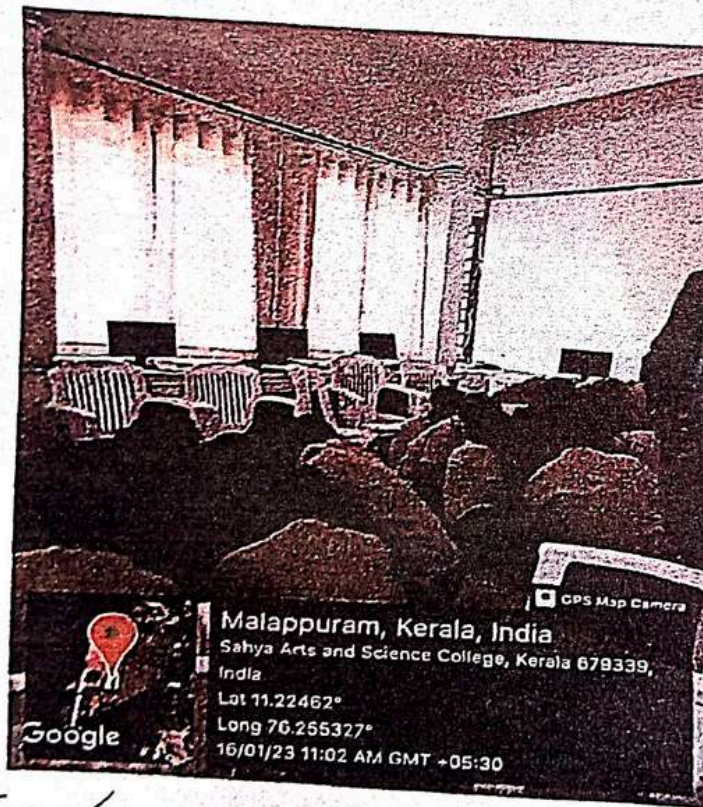 GPS Map Camera
Malappuram, Kerala, India
Sahya Arts and Science College, Kerala 679339,
India
Lat 11.22462°
Long 76.255327°
16/01/23 11:02 AM GMT +05:30
Google